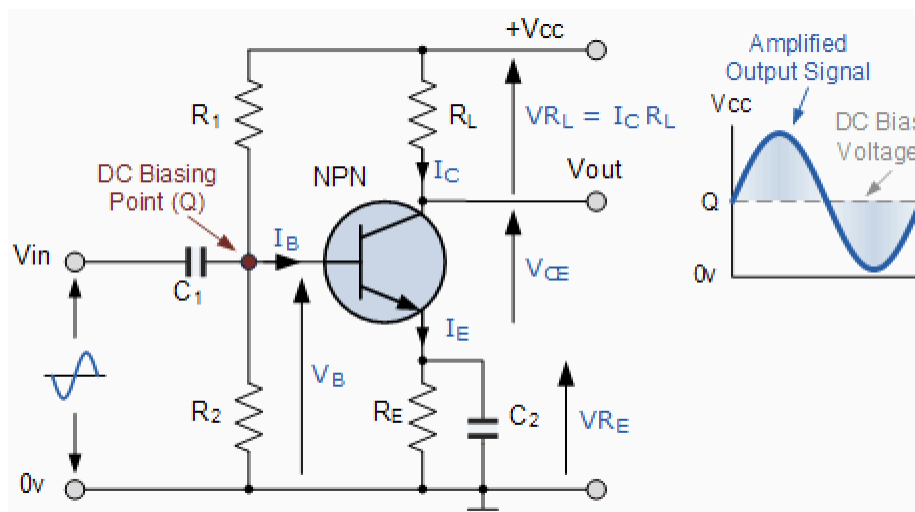 +Vcc
Amplified
Output Signal
R1
RL
VRL = IC RL
Vcc
DC Bias
Voltage
DC Biasing
Point (Q)
NPN
IC
Vout
Q
Vin
IB
C1
VCE
0v
IE
VB
R2
RE
C2
VRE
0v